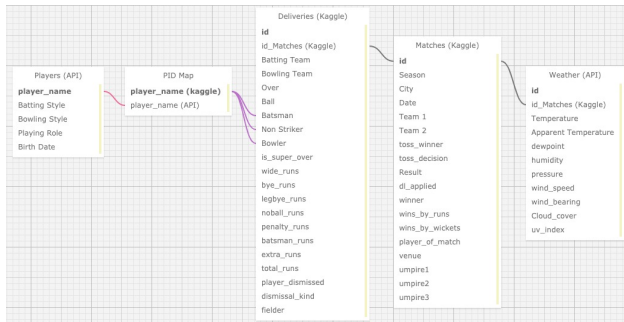 Players (API)
player_name
Batting Style
Bowling Style
Playing Role
Birth Date
PID Map
player_name (kaggle)
player_name (API)
Deliveries (Kaggle)
id
id_Matches (Kaggle)
Batting Team
Bowling Team
Over
Ball
Batsman
Non Striker
Bowler
is_super_over
wide_runs
bye_runs
legbye_runs
noball_runs
penalty_runs
batsman_runs
extra_runs
total_runs
player_dismissed
dismissal_kind
fielder
Matches (Kaggle)
id
Season
City
Date
Team 1
Team 2
toss_winner
toss_decision
Result
dl_applied
winner
wins_by_runs
wins_by_wickets
player_of_match
venue
umpire1
umpire2
umpire3
Weather (API)
id
id_Matches (Kaggle)
Temperature
Apparent Temperature
dewpoint
humidity
pressure
wind_speed
wind_bearing
Cloud_cover
uv_index